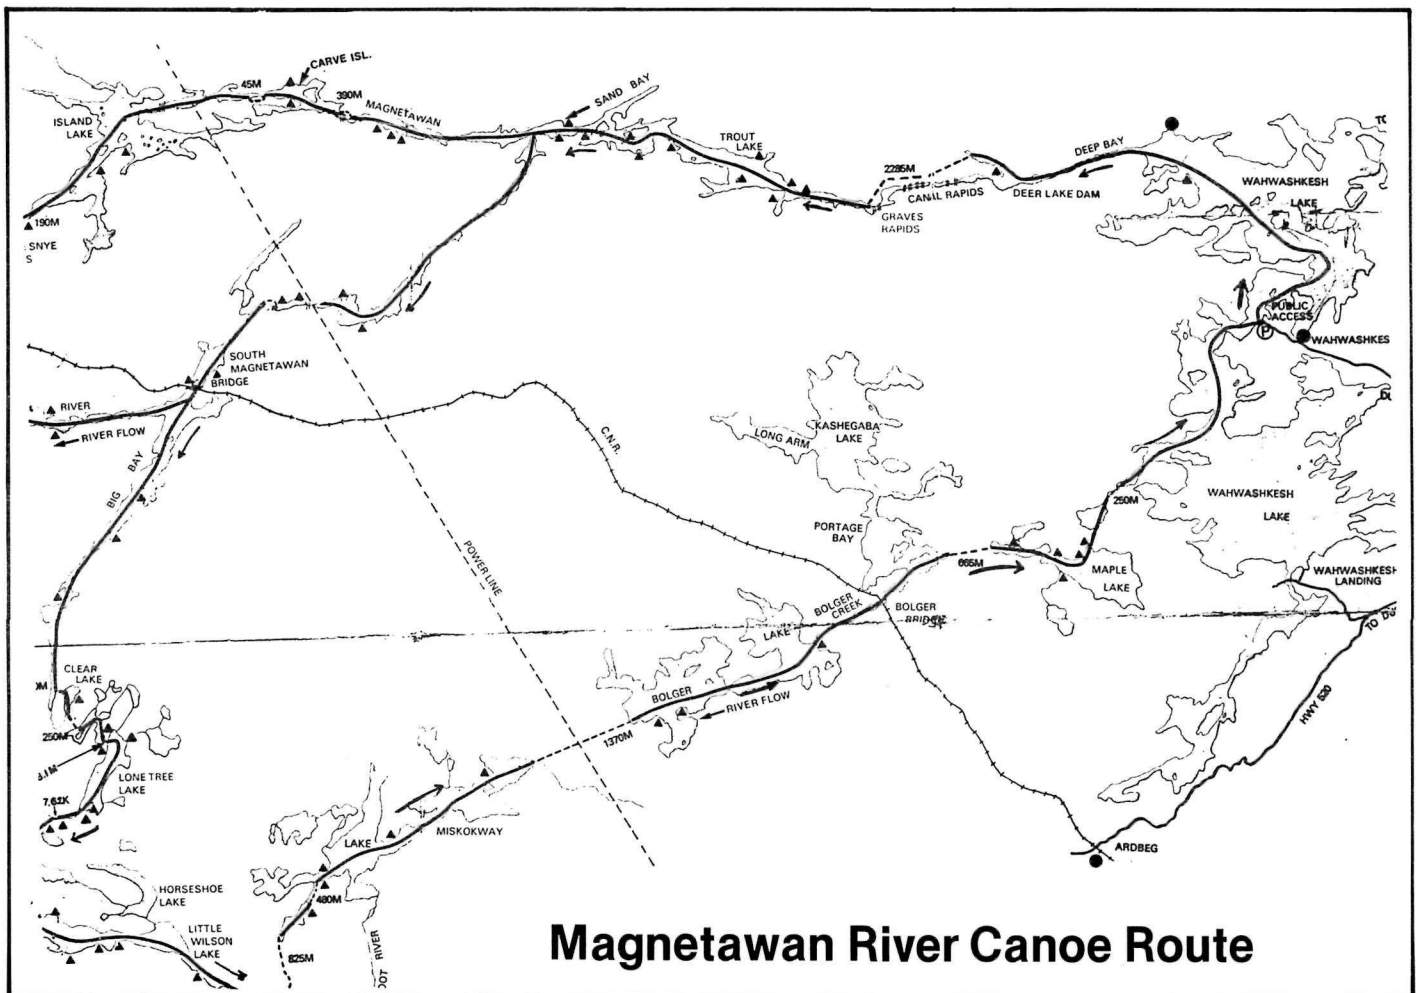 CARVE ISL.
45M
390M
MAGNETAWAN
SAND BAY
ISLAND
LAKE
TROUT
LAKE
DEEP BAY
2285M
CANAL RAPIDS
DEER LAKE DAM
WAHWASHKESH
LAKE
190M
SNYE
S
GRAVES
RAPIDS
PUBLIC
ACCESS
P
WAHWASHKES
SOUTH
MAGNETAWAN
BRIDGE
RIVER
RIVER FLOW
BIG BAY
C.N.R.
LONG ARM
KASHEGABA
LAKE
250M
WAHWASHKESH
LAKE
PORTAGE
BAY
POWER LINE
665M
MAPLE
LAKE
WAHWASHKESH
LANDING
BOLGER
CREEK
BOLGER
BRIDGE
LAKE
TO DU
CLEAR
LAKE
BOLGER
RIVER FLOW
HWY 520
250M
1370M
LONE TREE
LAKE
MISKOKWAY
LAKE
ARDBEG
HORSESHOE
LAKE
480M
LITTLE
WILSON
LAKE
825M
OOT RIVER
Magnetawan River Canoe Route